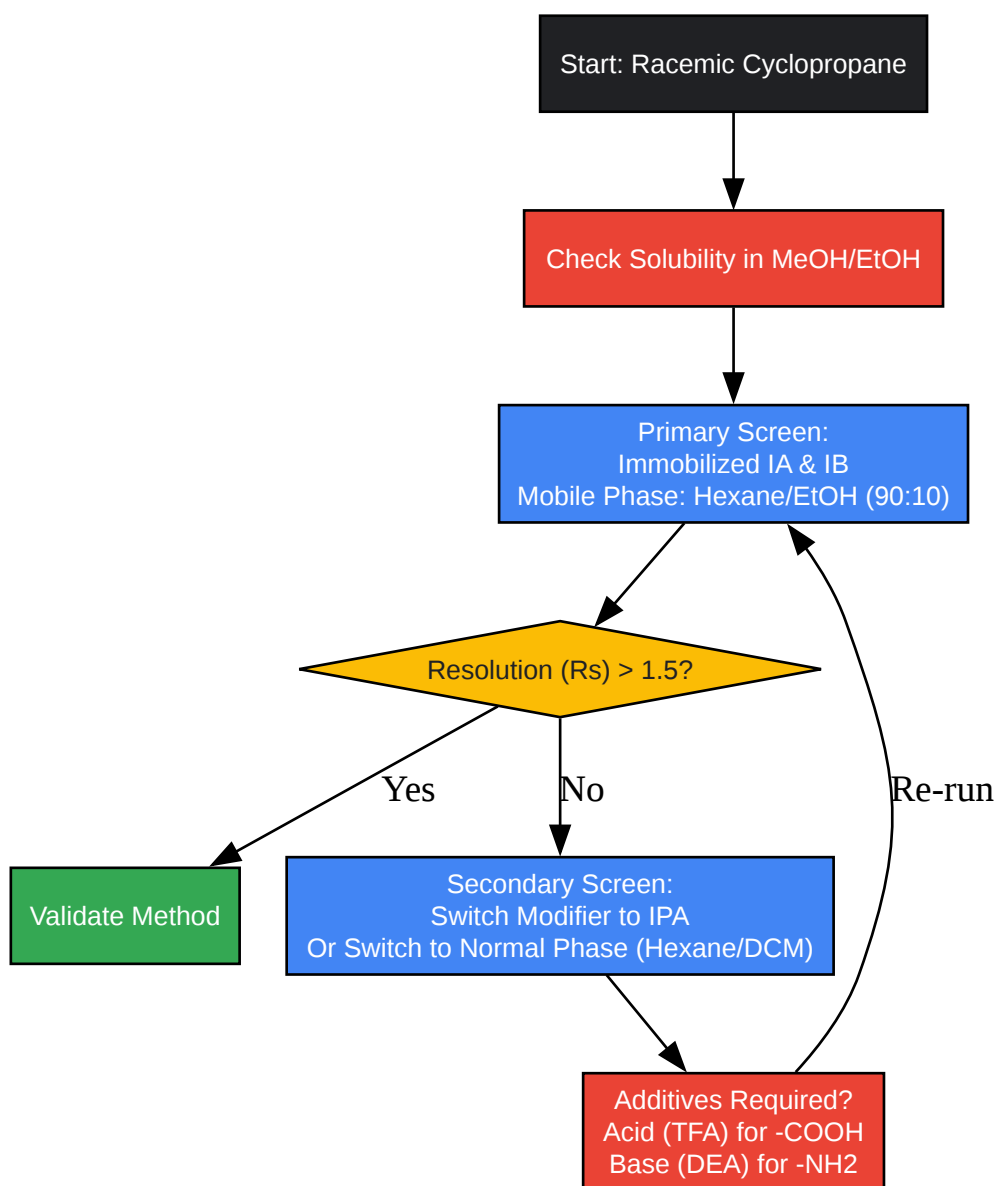 Start: Racemic Cyclopropane
Check Solubility in MeOH/EtOH
Primary Screen:
Immobilized IA & IB
Mobile Phase: Hexane/EtOH (90:10)
Resolution (Rs) > 1.5?
Yes
No
Re-run
Validate Method
Secondary Screen:
Switch Modifier to IPA
Or Switch to Normal Phase (Hexane/DCM)
Additives Required?
Acid (TFA) for -COOH
Base (DEA) for -NH2